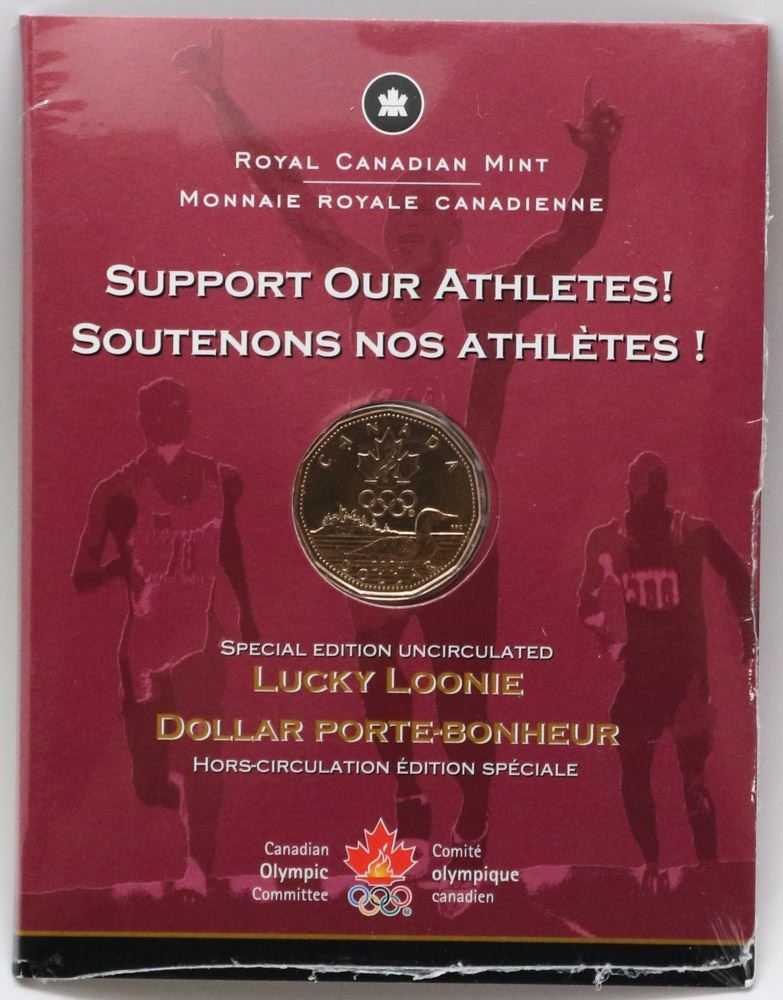 ROYAL CANADIAN MINT
MONNAIE ROYALE CANADIENNE
SUPPORT OUR ATHLETES!
SOUTENONS NOS ATHLÈTES !
CANADA
DOLLAR
SPECIAL EDITION UNCIRCULATED
LUCKY LOONIE
DOLLAR PORTE-BONHEUR
HORS-CIRCULATION ÉDITION SPÉCIALE
Canadian Comité
Olympic olympique
Committee canadien